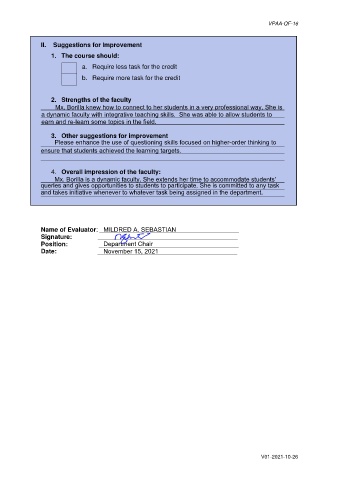 VPAA-QF-16
II. Suggestions for Improvement
1. The course should:
a. Require less task for the credit
b. Require more task for the credit
2. Strengths of the faculty
Ms. Borilla knew how to connect to her students in a very professional way. She is
a dynamic faculty with integrative teaching skills. She was able to allow students to
earn and re-learn some topics in the field.
3. Other suggestions for improvement
Please enhance the use of questioning skills focused on higher-order thinking to
ensure that students achieved the learning targets.
4. Overall impression of the faculty:
Ms. Borilla is a dynamic faculty. She extends her time to accommodate students'
queries and gives opportunities to students to participate. She is committed to any task
and takes initiative whenever to whatever task being assigned in the department.
Name of Evaluator: MILDRED A. SEBASTIAN
Signature:
Position: Department Chair
Date: November 15, 2021
V01-2021-10-26